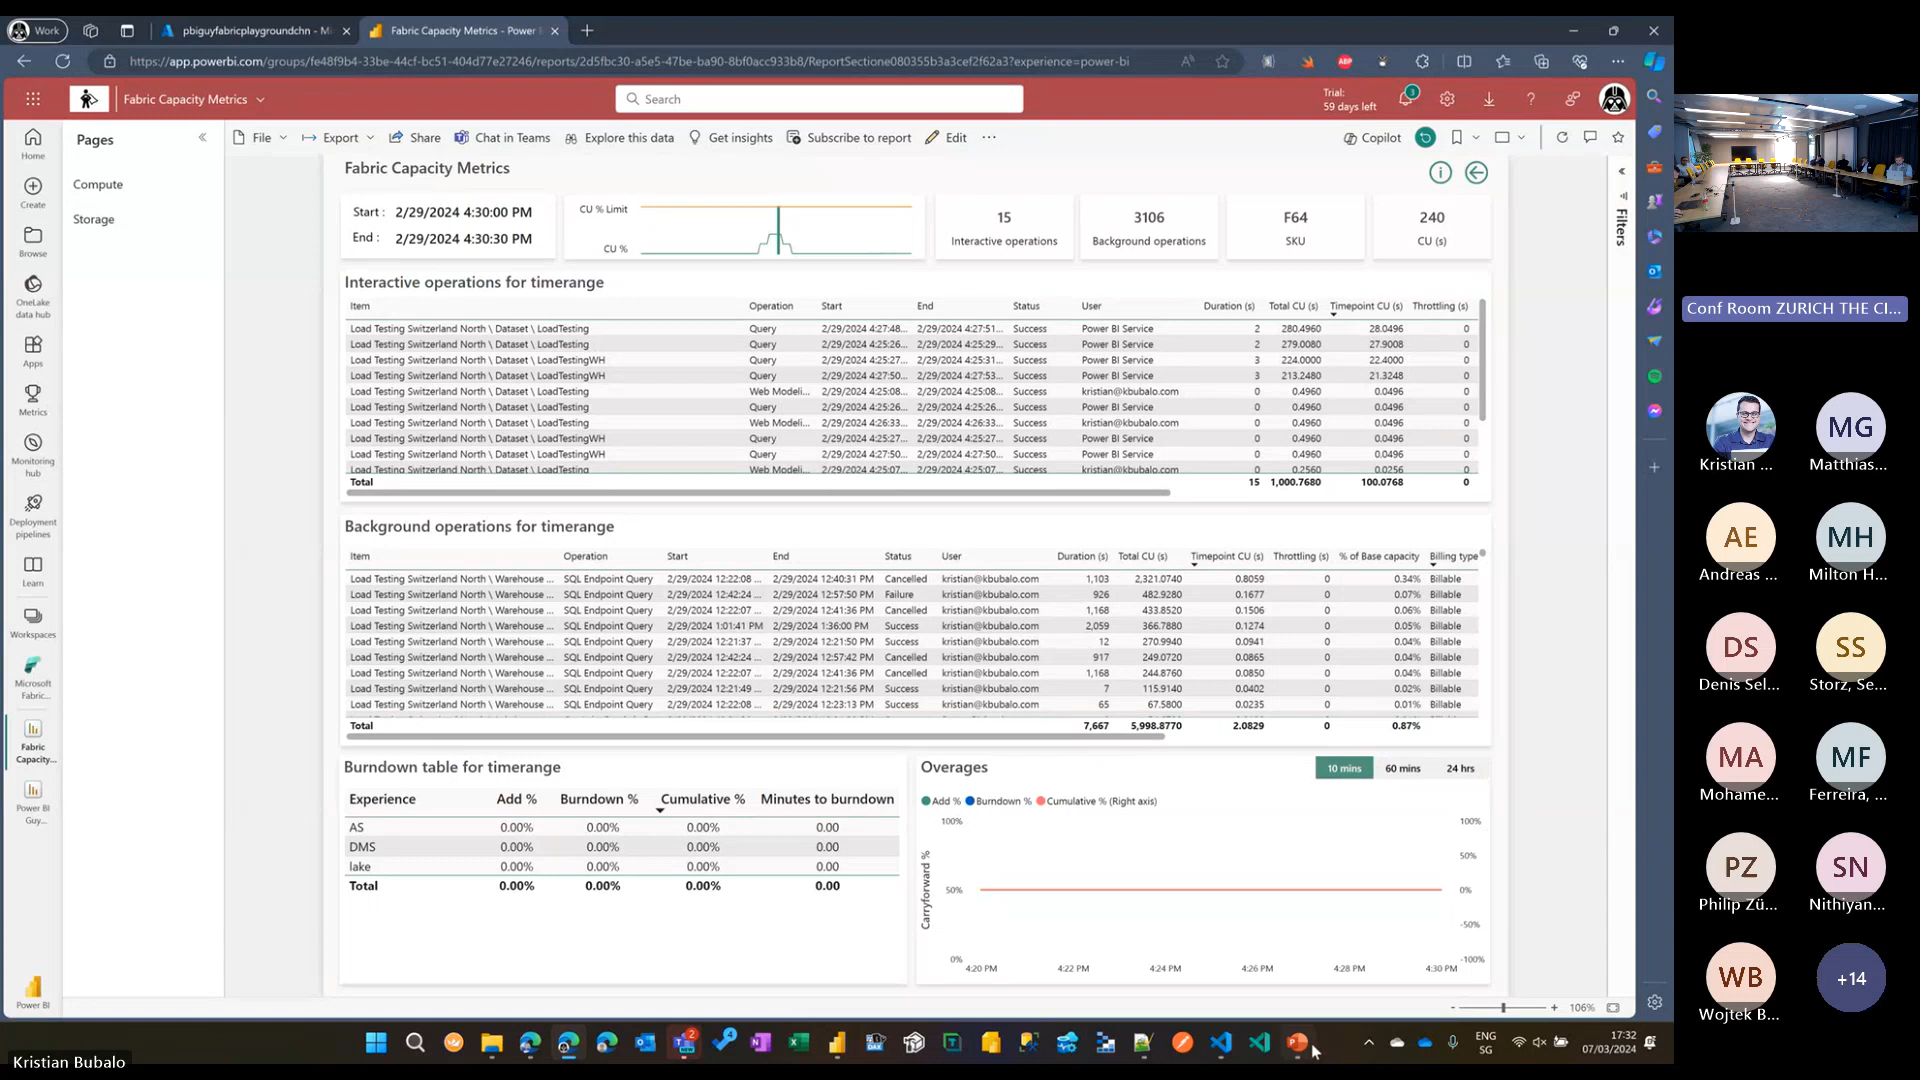 Work
pbiguyfabricplaygroundchn - Mi
Fabric Capacity Metrics - Power
https://app.powerbi.com/groups/fe48f9b4-33be-44cf-bc51-404d77e27246/reports/2d5fbc30-a5e5-47be-ba90-8bf0acc933b8/ReportSectione080355b3a3cef2f62a3?experience=power-bi
Fabric Capacity Metrics
Search
Trial:
59 days left
3
Home
Create
Browse
OneLake
data hub
Apps
Metrics
Monitoring
hub
Deployment
pipelines
Learn
Workspaces
Microsoft
Fabric...
Fabric
Capacity...
Power BI
Guy...
Power BI
Pages
Compute
Storage
File Export Share Chat in Teams Explore this data Get insights Subscribe to report Edit ... Copilot
Fabric Capacity Metrics
Start : 2/29/2024 4:30:00 PM
End : 2/29/2024 4:30:30 PM
CU % Limit
CU %
15
Interactive operations
3106
Background operations
F64
SKU
240
CU (s)
Filters
Interactive operations for timerange
Item Operation Start End Status User Duration (s) Total CU (s) Timepoint CU (s) Throttling (s)
Load Testing Switzerland North \ Dataset \ LoadTesting Query 2/29/2024 4:27:48... 2/29/2024 4:27:51... Success Power BI Service 2 280.4960 28.0496 0
Load Testing Switzerland North \ Dataset \ LoadTesting Query 2/29/2024 4:25:26... 2/29/2024 4:25:29... Success Power BI Service 2 279.0080 27.9008 0
Load Testing Switzerland North \ Dataset \ LoadTestingWH Query 2/29/2024 4:25:27... 2/29/2024 4:25:31... Success Power BI Service 3 224.0000 22.4000 0
Load Testing Switzerland North \ Dataset \ LoadTestingWH Query 2/29/2024 4:27:50... 2/29/2024 4:27:53... Success Power BI Service 3 213.2480 21.3248 0
Load Testing Switzerland North \ Dataset \ LoadTesting Web Modeli... 2/29/2024 4:25:08... 2/29/2024 4:25:08... Success kristian@kbubalo.com 0 0.4960 0.0496 0
Load Testing Switzerland North \ Dataset \ LoadTesting Query 2/29/2024 4:25:26... 2/29/2024 4:25:26... Success Power BI Service 0 0.4960 0.0496 0
Load Testing Switzerland North \ Dataset \ LoadTesting Web Modeli... 2/29/2024 4:26:33... 2/29/2024 4:26:33... Success kristian@kbubalo.com 0 0.4960 0.0496 0
Load Testing Switzerland North \ Dataset \ LoadTestingWH Query 2/29/2024 4:25:27... 2/29/2024 4:25:27... Success Power BI Service 0 0.4960 0.0496 0
Load Testing Switzerland North \ Dataset \ LoadTestingWH Query 2/29/2024 4:27:50... 2/29/2024 4:27:50... Success Power BI Service 0 0.4960 0.0496 0
Load Testing Switzerland North \ Dataset \ LoadTesting Web Modeli... 2/29/2024 4:25:07... 2/29/2024 4:25:07... Success kristian@kbubalo.com 0 0.2560 0.0256 0
Total 15 1,000.7680 100.0768 0
Background operations for timerange
Item Operation Start End Status User Duration (s) Total CU (s) Timepoint CU (s) Throttling (s) % of Base capacity Billing type
Load Testing Switzerland North \ Warehouse ... SQL Endpoint Query 2/29/2024 12:22:08 ... 2/29/2024 12:40:31 PM Cancelled kristian@kbubalo.com 1,103 2,321.0740 0.8059 0 0.34% Billable
Load Testing Switzerland North \ Warehouse ... SQL Endpoint Query 2/29/2024 12:42:24 ... 2/29/2024 12:57:50 PM Failure kristian@kbubalo.com 926 482.9280 0.1677 0 0.07% Billable
Load Testing Switzerland North \ Warehouse ... SQL Endpoint Query 2/29/2024 12:22:07 ... 2/29/2024 12:41:36 PM Cancelled kristian@kbubalo.com 1,168 433.8520 0.1506 0 0.06% Billable
Load Testing Switzerland North \ Warehouse ... SQL Endpoint Query 2/29/2024 1:01:41 PM 2/29/2024 1:36:00 PM Success kristian@kbubalo.com 2,059 366.7880 0.1274 0 0.05% Billable
Load Testing Switzerland North \ Warehouse ... SQL Endpoint Query 2/29/2024 12:21:37 ... 2/29/2024 12:21:50 PM Success kristian@kbubalo.com 12 270.9940 0.0941 0 0.04% Billable
Load Testing Switzerland North \ Warehouse ... SQL Endpoint Query 2/29/2024 12:42:24 ... 2/29/2024 12:57:42 PM Cancelled kristian@kbubalo.com 917 249.0720 0.0865 0 0.04% Billable
Load Testing Switzerland North \ Warehouse ... SQL Endpoint Query 2/29/2024 12:22:07 ... 2/29/2024 12:41:36 PM Cancelled kristian@kbubalo.com 1,168 244.8760 0.0850 0 0.04% Billable
Load Testing Switzerland North \ Warehouse ... SQL Endpoint Query 2/29/2024 12:21:49 ... 2/29/2024 12:21:56 PM Success kristian@kbubalo.com 7 115.9140 0.0402 0 0.02% Billable
Load Testing Switzerland North \ Warehouse ... SQL Endpoint Query 2/29/2024 12:22:08 ... 2/29/2024 12:23:13 PM Success kristian@kbubalo.com 65 67.5800 0.0235 0 0.01% Billable
Total 7,667 5,998.8770 2.0829 0 0.87%
Burndown table for timerange
Experience Add % Burndown % Cumulative % Minutes to burndown
AS 0.00% 0.00% 0.00% 0.00
DMS 0.00% 0.00% 0.00% 0.00
lake 0.00% 0.00% 0.00% 0.00
Total 0.00% 0.00% 0.00% 0.00
Overages
10 mins 60 mins 24 hrs
Add % Burndown % Cumulative % (Right axis)
Carryforward %
100%
50%
0%
100%
50%
0%
-50%
-100%
4:20 PM 4:22 PM 4:24 PM 4:26 PM 4:28 PM 4:30 PM
- + 106%
ENG
SG
17:32
07/03/2024
Kristian Bubalo
Conf Room ZURICH THE CI...
Kristian ...
MG
Matthias...
AE
Andreas ...
MH
Milton H...
DS
Denis Sel...
SS
Storz, Se...
MA
Mohame...
MF
Ferreira, ...
PZ
Philip Zü...
SN
Nithiyan...
WB
Wojtek B...
+14